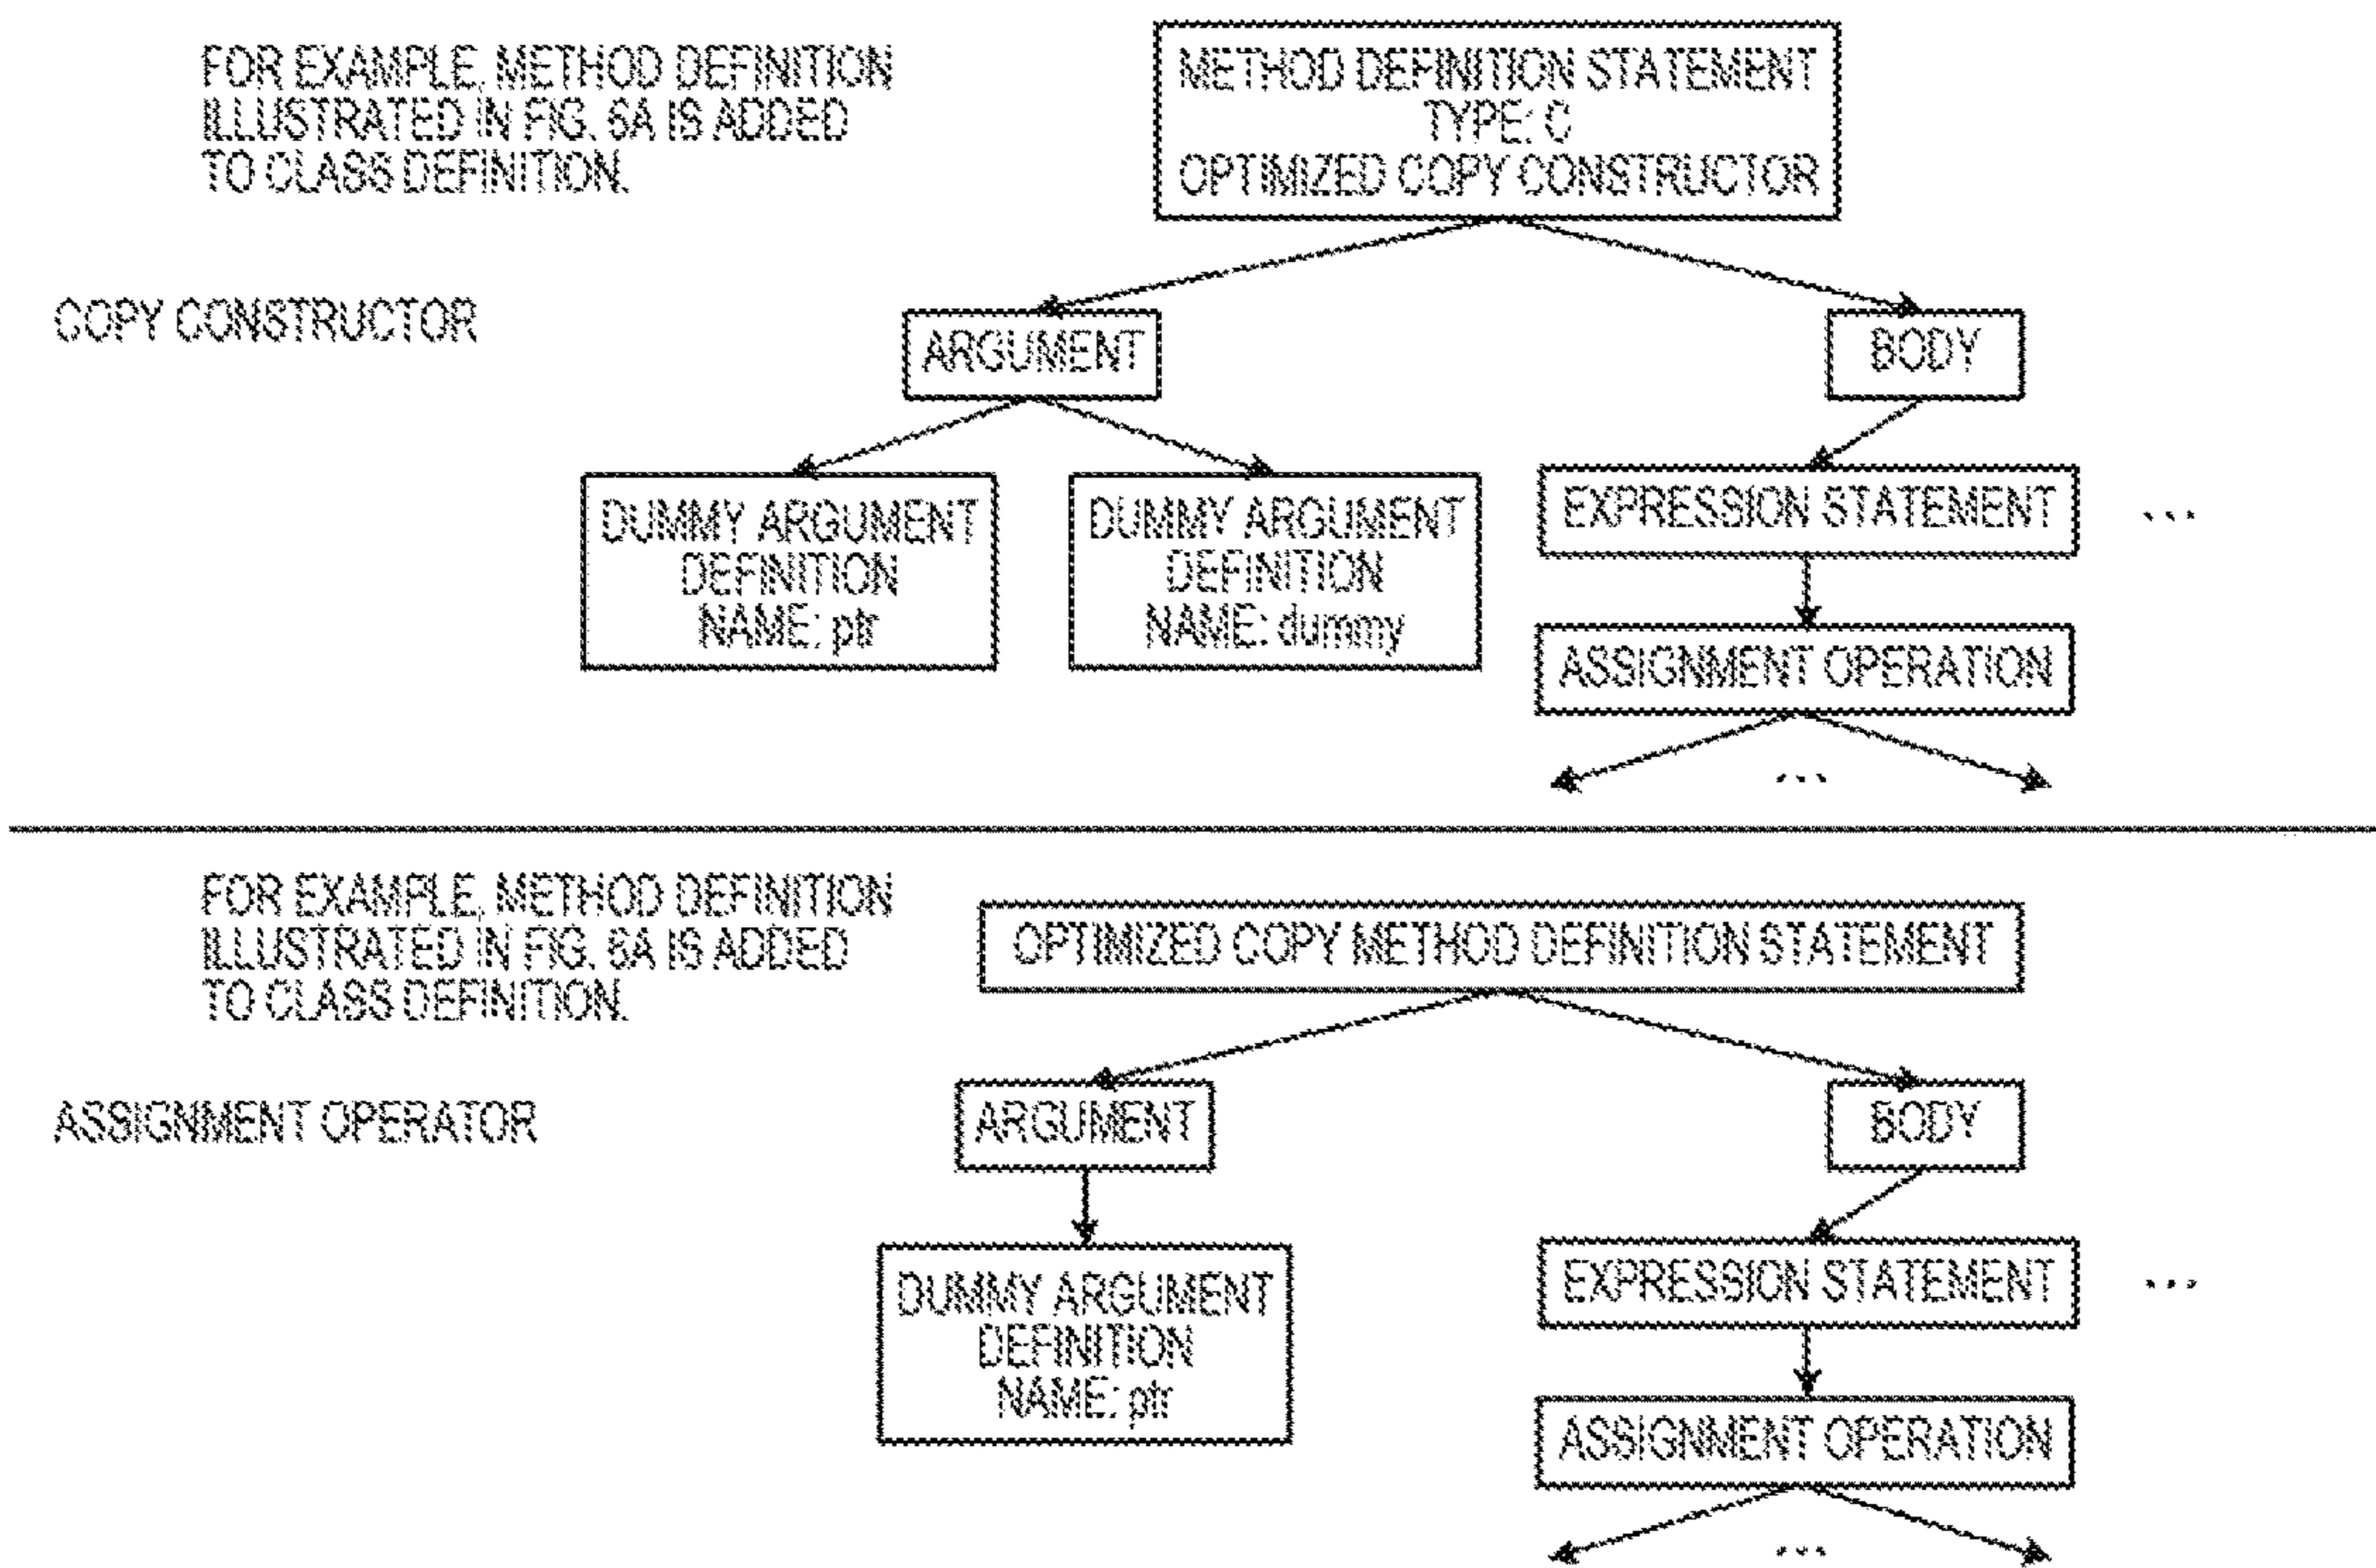 FOR EXAMPLE, METHOD DEFINITION
ILLUSTRATED IN FIG. 6A IS ADDED
TO CLASS DEFINITION.
METHOD DEFINITION STATEMENT
TYPE: C
OPTIMIZED COPY CONSTRUCTOR
COPY CONSTRUCTOR
ARGUMENT
BODY
DUMMY ARGUMENT
DEFINITION
NAME: ptr
DUMMY ARGUMENT
DEFINITION
NAME: dummy
EXPRESSION STATEMENT
...
ASSIGNMENT OPERATION
...
FOR EXAMPLE, METHOD DEFINITION
ILLUSTRATED IN FIG. 6A IS ADDED
TO CLASS DEFINITION.
OPTIMIZED COPY METHOD DEFINITION STATEMENT
ASSIGNMENT OPERATOR
ARGUMENT
BODY
DUMMY ARGUMENT
DEFINITION
NAME: ptr
EXPRESSION STATEMENT
...
ASSIGNMENT OPERATION
...